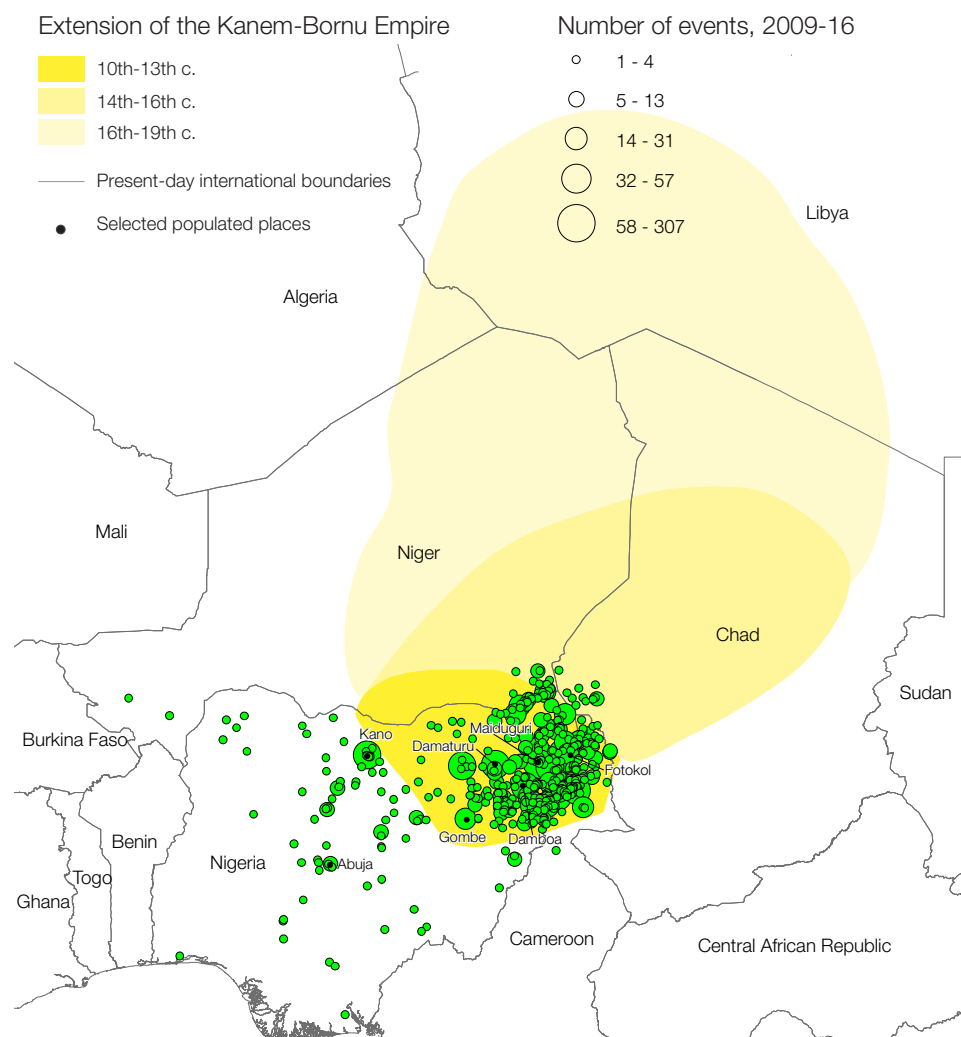 Extension of the Kanem-Bornu Empire
10th-13th c.
14th-16th c.
16th-19th c.
Present-day international boundaries
Selected populated places
Number of events, 2009-16
1 - 4
5 - 13
14 - 31
32 - 57
58 - 307
Libya
Algeria
Mali
Niger
Chad
Sudan
Burkina Faso
Kano
Maiduguri
Damaturu
Fotokol
Gombe
Damboa
Benin
Nigeria
Abuja
Togo
Ghana
Cameroon
Central African Republic